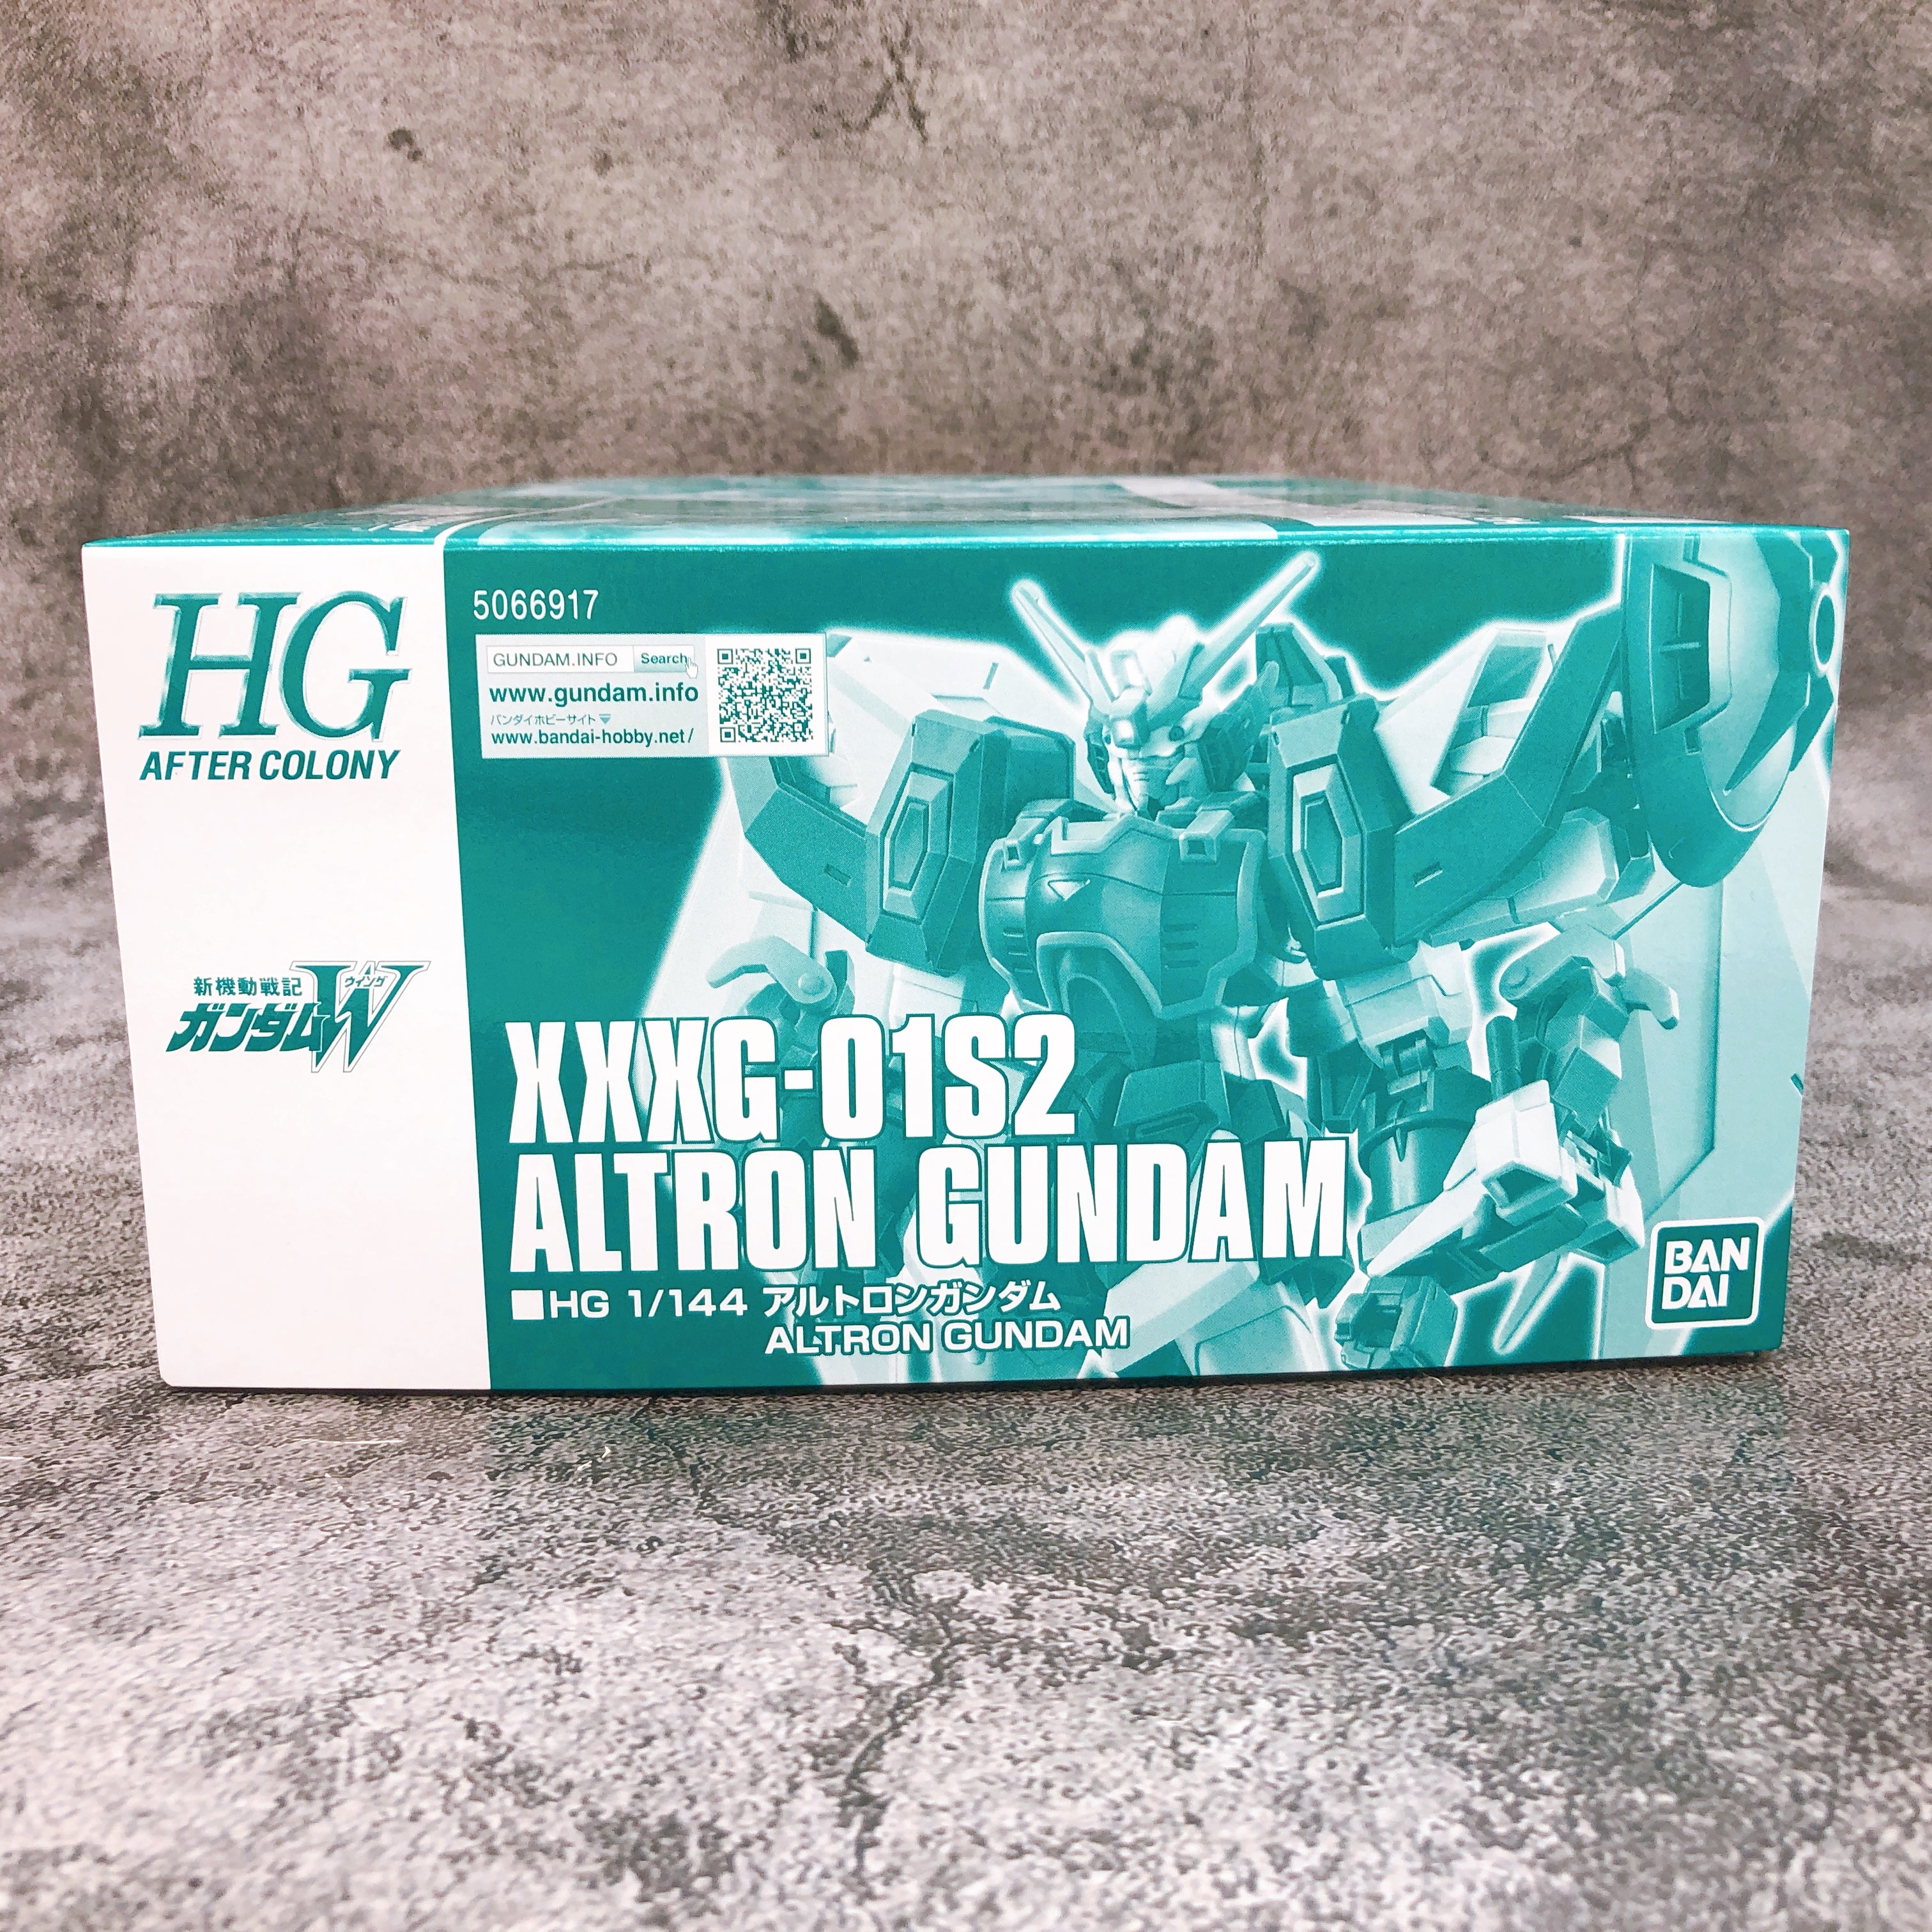 HG
AFTER COLONY
新機動戦記
ガンダムW
ウイング
5066917
GUNDAM.INFO Search
www.gundam.info
バンダイホビーサイト▼
www.bandai-hobby.net/
XXXG-01S2
ALTRON GUNDAM
■HG 1/144 アルトロンガンダム
ALTRON GUNDAM
BAN
DAI